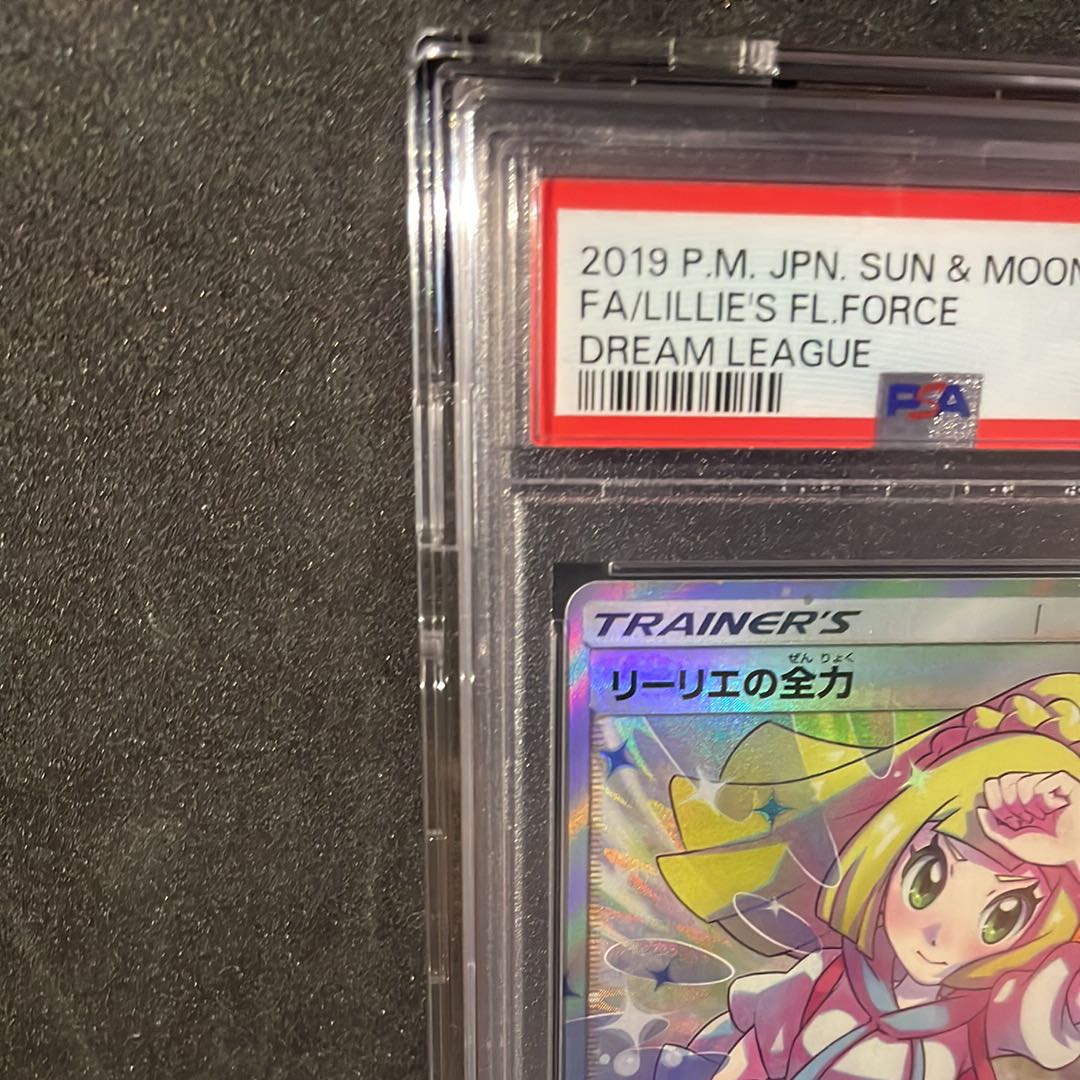 2019 P.M. JPN. SUN & MOON
FA/LILLIE'S FL.FORCE
DREAM LEAGUE
PSA
TRAINER'S
ぜん りょく
リーリエの全力